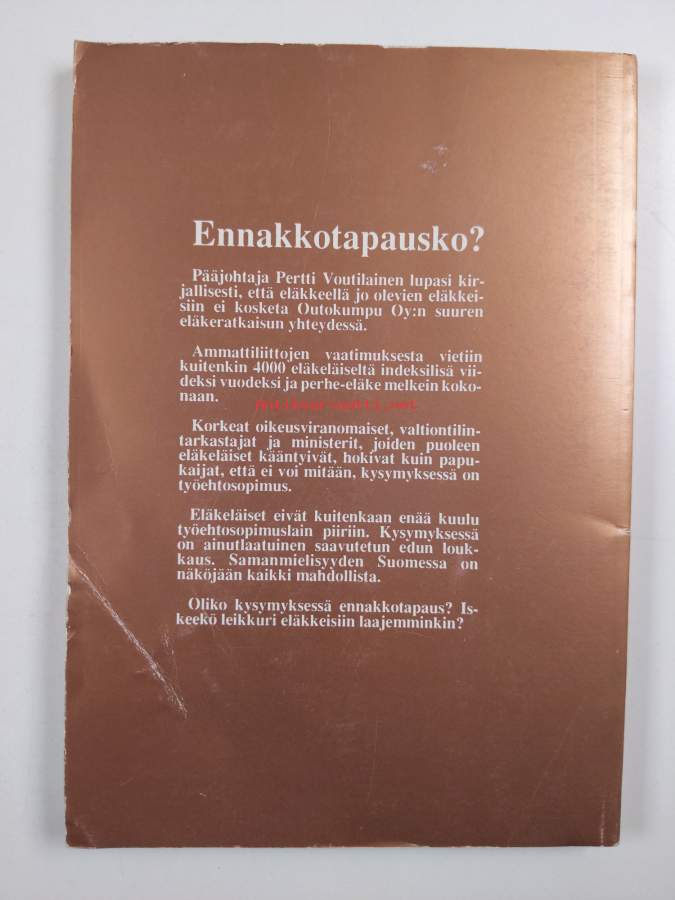 Ennakkotapausko?
Pääjohtaja Pertti Voutilainen lupasi kir-
jallisesti, että eläkkeellä jo olevien eläkkei-
siin ei kosketa Outokumpu Oy:n suuren
eläkeratkaisun yhteydessä.
Ammattiliittojen vaatimuksesta vietiin
kuitenkin 4000 eläkeläiseltä indeksilisä vii-
deksi vuodeksi ja perhe-eläke melkein koko-
naan.
Korkeat oikeusviranomaiset, valtiontilin-
tarkastajat ja ministerit, joiden puoleen
eläkeläiset kääntyivät, hokivat kuin papu-
kaijat, että ei voi mitään, kysymyksessä on
työehtosopimus.
Eläkeläiset eivät kuitenkaan enää kuulu
työehtosopimuslain piiriin. Kysymyksessä
on ainutlaatuinen saavutetun edun louk-
kaus. Samanmielisyyden Suomessa on
näköjään kaikki mahdollista.
Oliko kysymyksessä ennakkotapaus? Is-
keekö leikkuri eläkkeisiin laajemminkin?